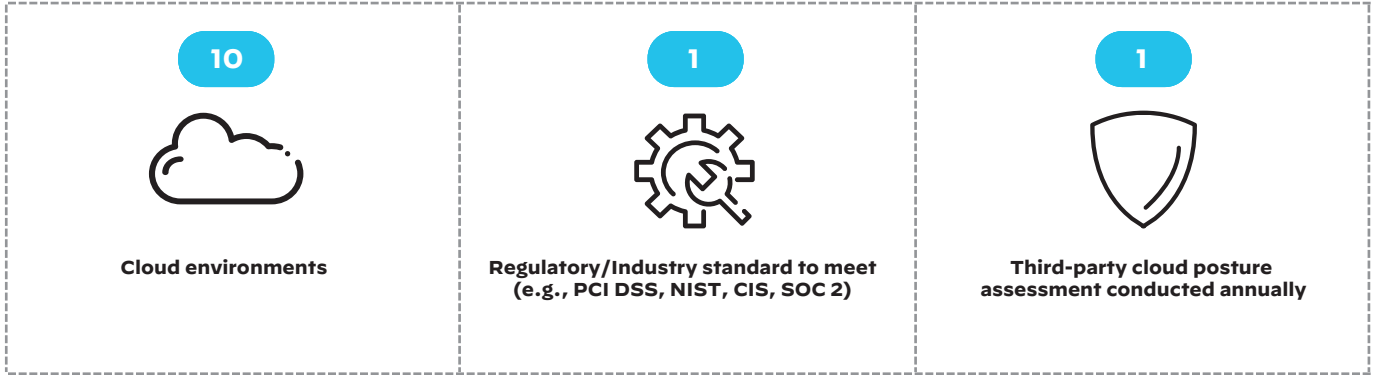 10
Cloud environments
1
Regulatory/Industry standard to meet
(e.g., PCI DSS, NIST, CIS, SOC 2)
1
Third-party cloud posture
assessment conducted annually